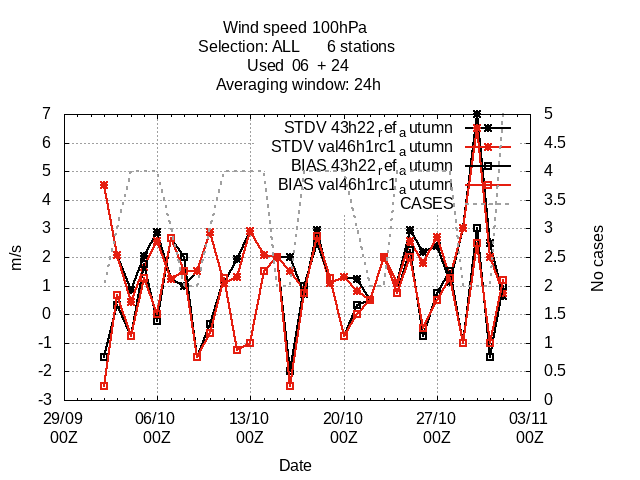 Wind speed 100hPa
Selection: ALL 6 stations
Used 06 + 24
Averaging window: 24h
7 5
STDV 43h22_ref_autumn
6 4.5
STDV val46h1rc1_autumn
5 4
BIAS 43h22_ref_autumn
BIAS val46h1rc1_autumn
4 3.5
CASES
3 3
2 2.5
1 2
0 1.5
-1 1
-2 0.5
-3 0
m/s
No cases
29/09 06/10 13/10 20/10 27/10 03/11
00Z 00Z 00Z 00Z 00Z 00Z
Date